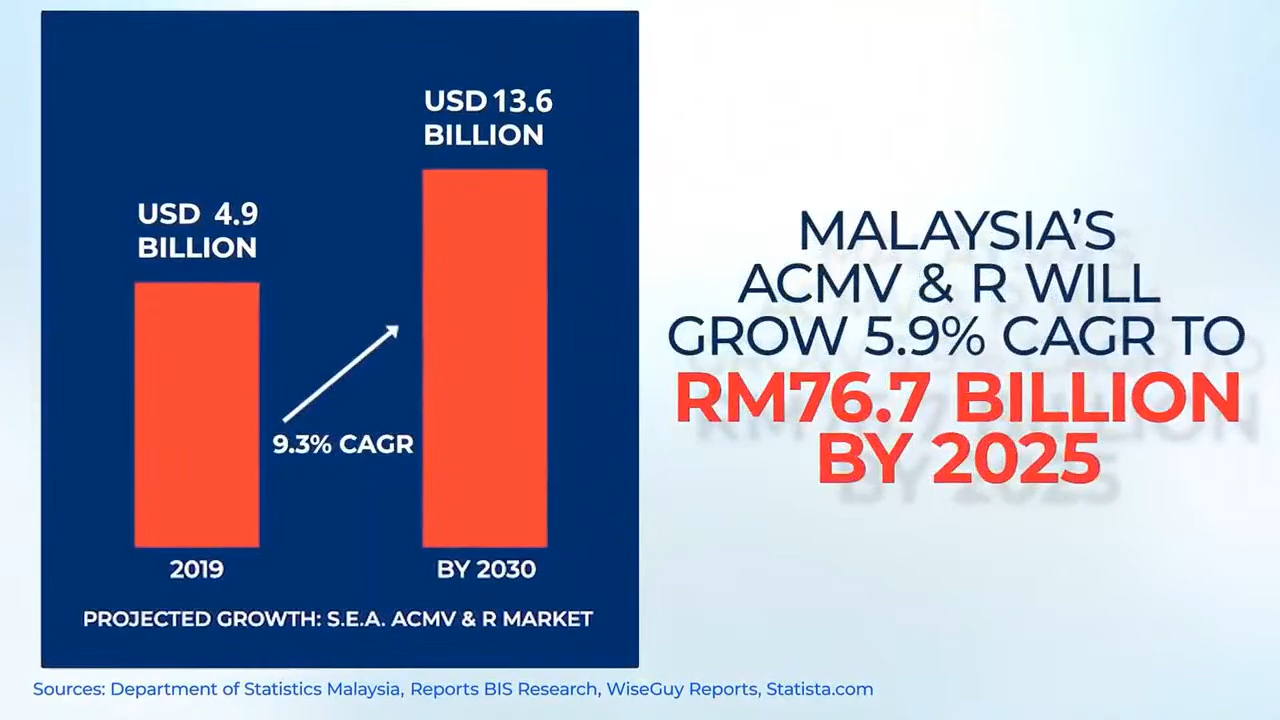 USD 13.6
BILLION
USD 4.9
BILLION
9.3% CAGR
2019
BY 2030
PROJECTED GROWTH: S.E.A. ACMV & R MARKET
MALAYSIA'S
ACMV & R WILL
GROW 5.9% CAGR TO
RM76.7 BILLION
BY 2025
Sources: Department of Statistics Malaysia, Reports BIS Research, WiseGuy Reports, Statista.com